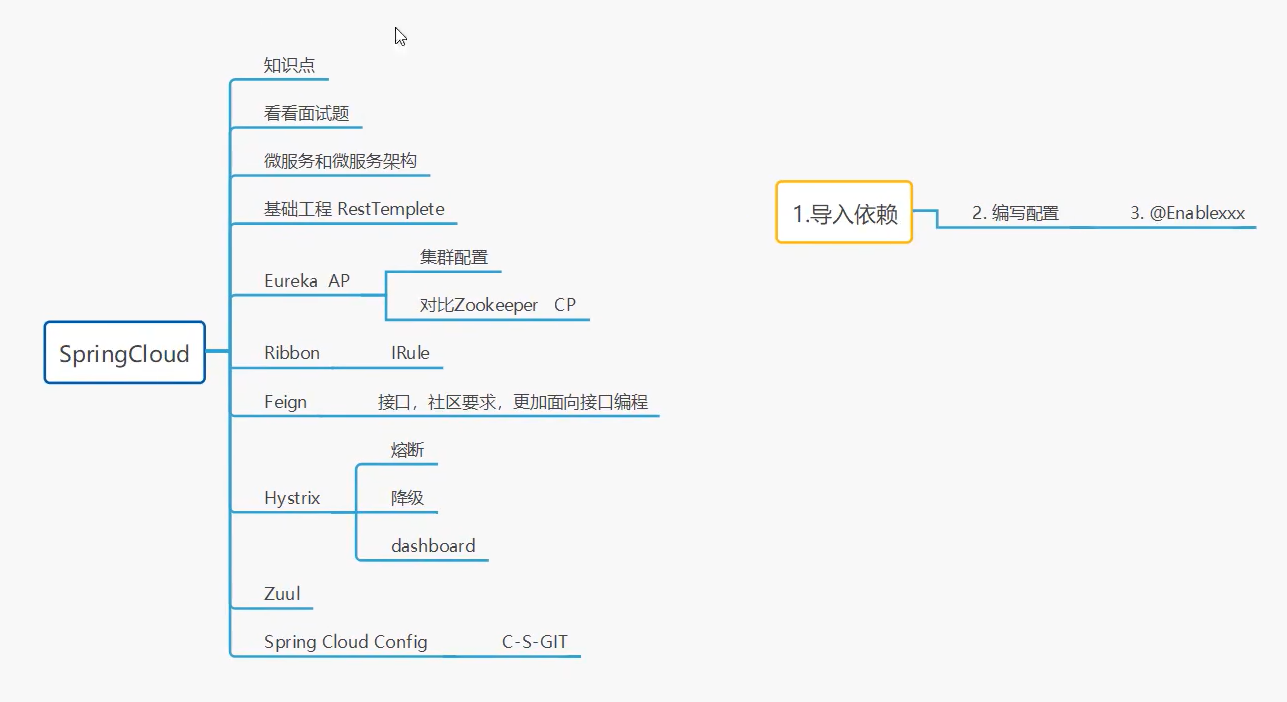 知识点
看看面试题
微服务和微服务架构
基础工程 RestTemplete
Eureka AP
集群配置
对比Zookeeper CP
SpringCloud
Ribbon
IRule
Feign
接口，社区要求，更加面向接口编程
Hystrix
熔断
降级
dashboard
Zuul
Spring Cloud Config
C-S-GIT
1.导入依赖
2. 编写配置
3. @Enablexxx